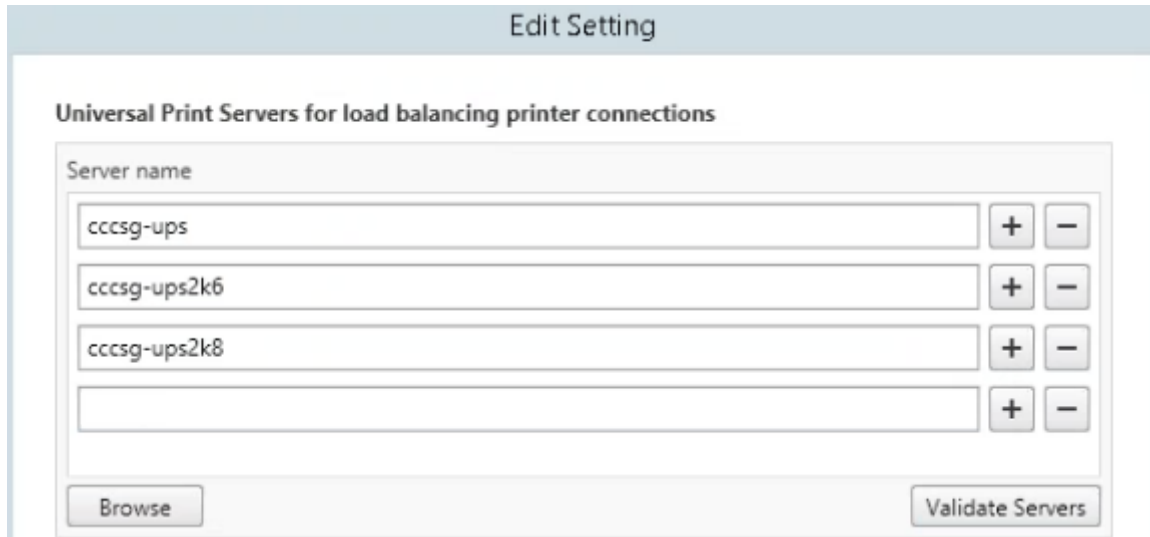 Edit Setting
Universal Print Servers for load balancing printer connections
Server name
cccsg-ups + −
cccsg-ups2k6 + −
cccsg-ups2k8 + −
+ −
Browse Validate Servers